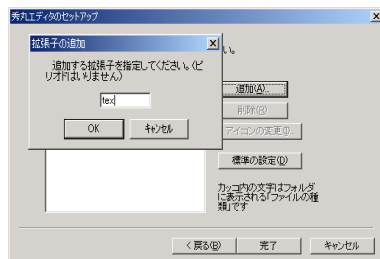 秀丸エディタのセットアップ
拡張子の追加
い。
追加する拡張子を指定してください。(ピ
リオドはいりません)
tex
OK
キャンセル
追加(A)...
削除(R)
アイコンの変更(I)...
標準の設定(D)
カッコ内の文字はフォルダ
に表示される「ファイルの種
類」です
< 戻る(B)
完了
キャンセル